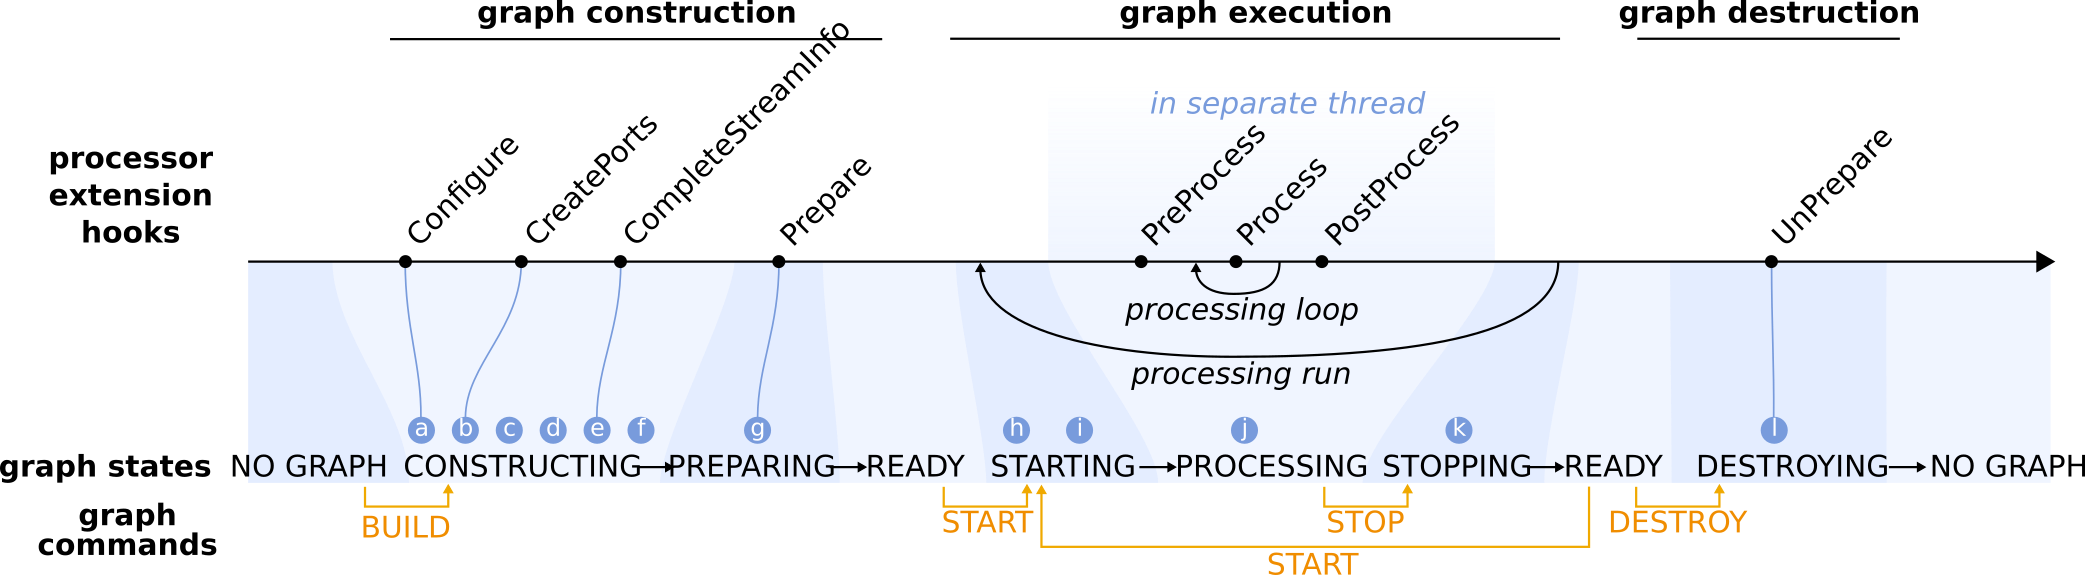 graph construction
graph execution
graph destruction
in separate thread
processor
extension
hooks
Configure
CreatePorts
CompleteStreamInfo
Prepare
PreProcess
Process
PostProcess
UnPrepare
processing loop
processing run
a b c d e f g h i j k l
graph states
NO GRAPH CONSTRUCTING PREPARING READY STARTING PROCESSING STOPPING READY DESTROYING NO GRAPH
graph
commands
BUILD
START
STOP
DESTROY
START